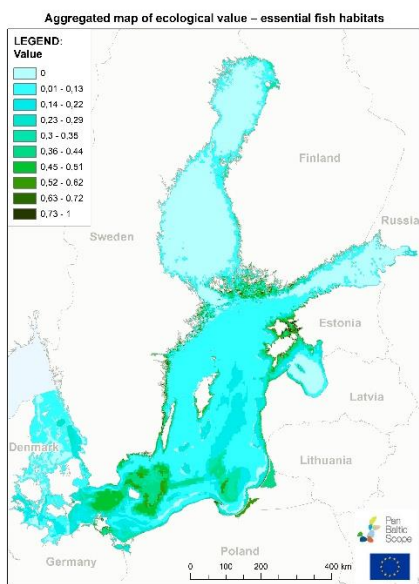 Aggregated map of ecological value – essential fish habitats
LEGEND:
Value
0
0,01 - 0,13
0,14 - 0,22
0,23 - 0,29
0,3 - 0,35
0,36 - 0,44
0,45 - 0,51
0,52 - 0,62
0,63 - 0,72
0,73 - 1
Finland
Russia
Sweden
Estonia
Latvia
Denmark
Lithuania
Pan
Baltic
Scope
Germany
Poland
0 100 200 400 km